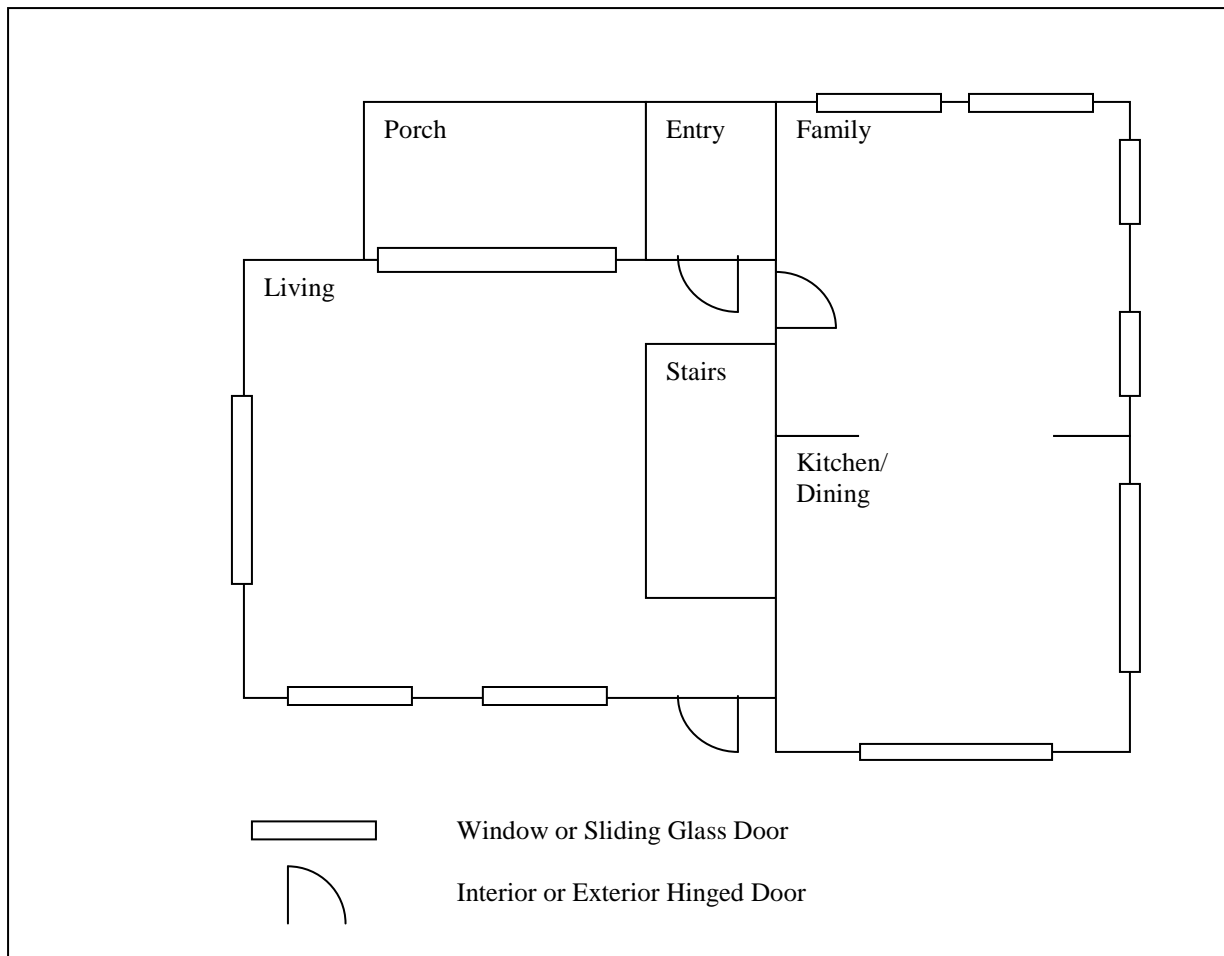 Porch
Entry
Family
Living
Stairs
Kitchen/
Dining
Window or Sliding Glass Door
Interior or Exterior Hinged Door